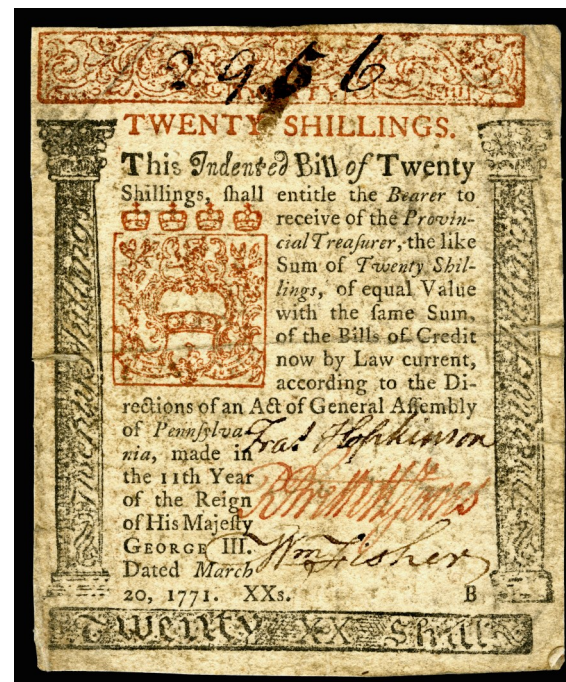 2956
TWENTY SHILLINGS.
This Indented Bill of Twenty
Shillings, ſhall entitle the Bearer to
receive of the Provin-
cial Treaſurer, the like
Sum of Twenty Shil-
lings, of equal Value
with the ſame Sum,
of the Bills of Credit
now by Law current,
according to the Di-
rections of an Act of General Aſſembly
of Pennſylva-
nia, made in
the 11th Year
of the Reign
of His Majeſty
GEORGE III.
Dated March
20, 1771. XXs. B
Fras Hopkinson
Wm Fisher
Twenty XX Shill